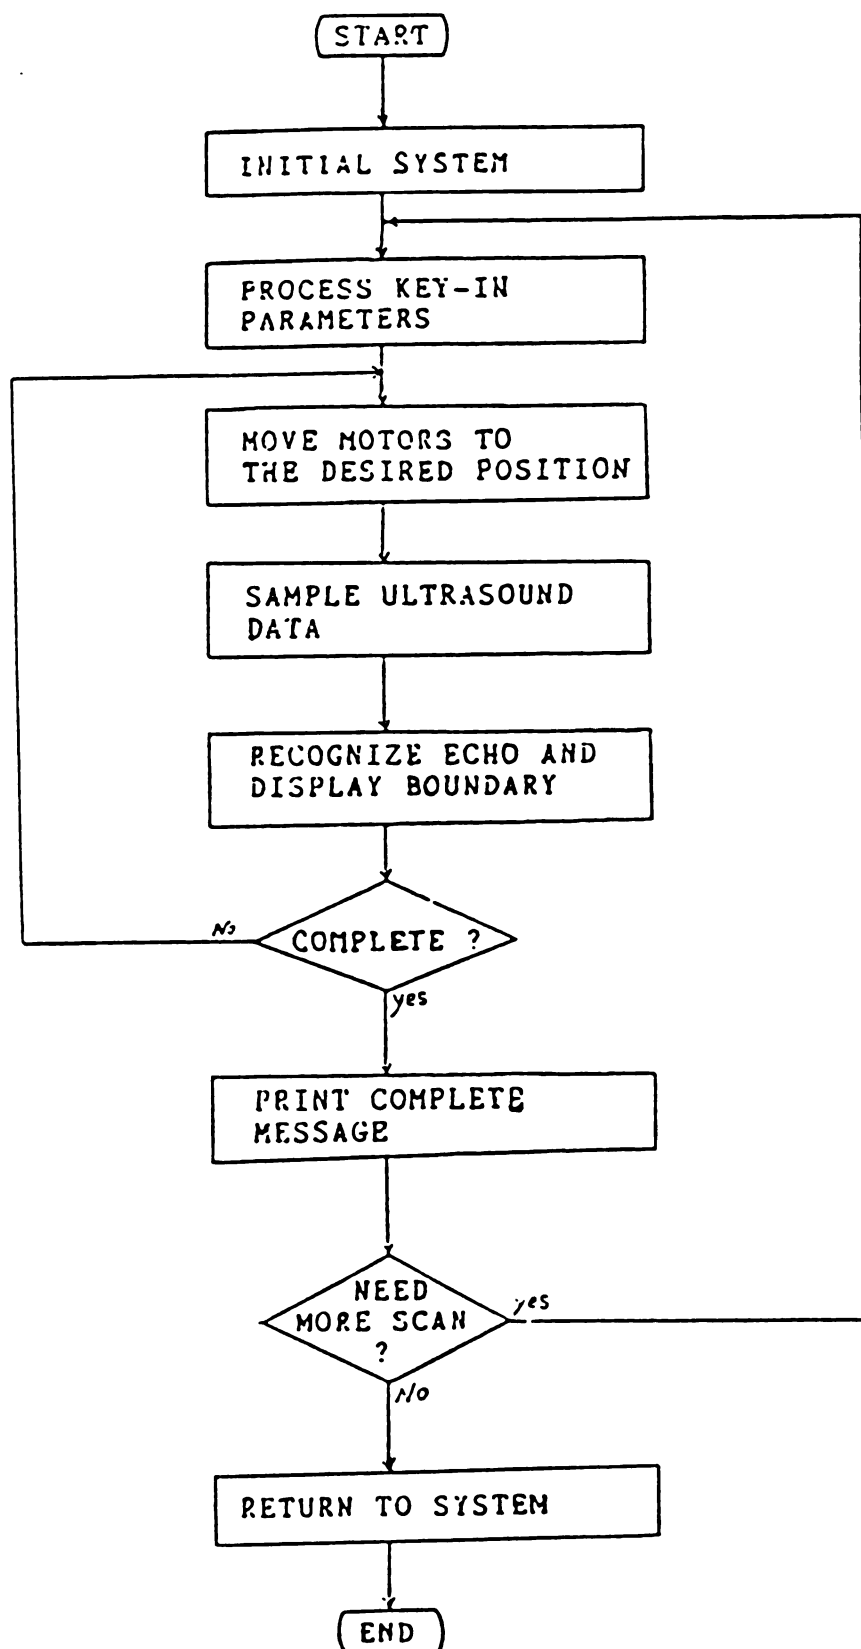 START
INITIAL SYSTEM
PROCESS KEY-IN
PARAMETERS
MOVE MOTORS TO
THE DESIRED POSITION
SAMPLE ULTRASOUND
DATA
RECOGNIZE ECHO AND
DISPLAY BOUNDARY
No
COMPLETE ?
yes
PRINT COMPLETE
MESSAGE
NEED
MORE SCAN
?
yes
No
RETURN TO SYSTEM
END